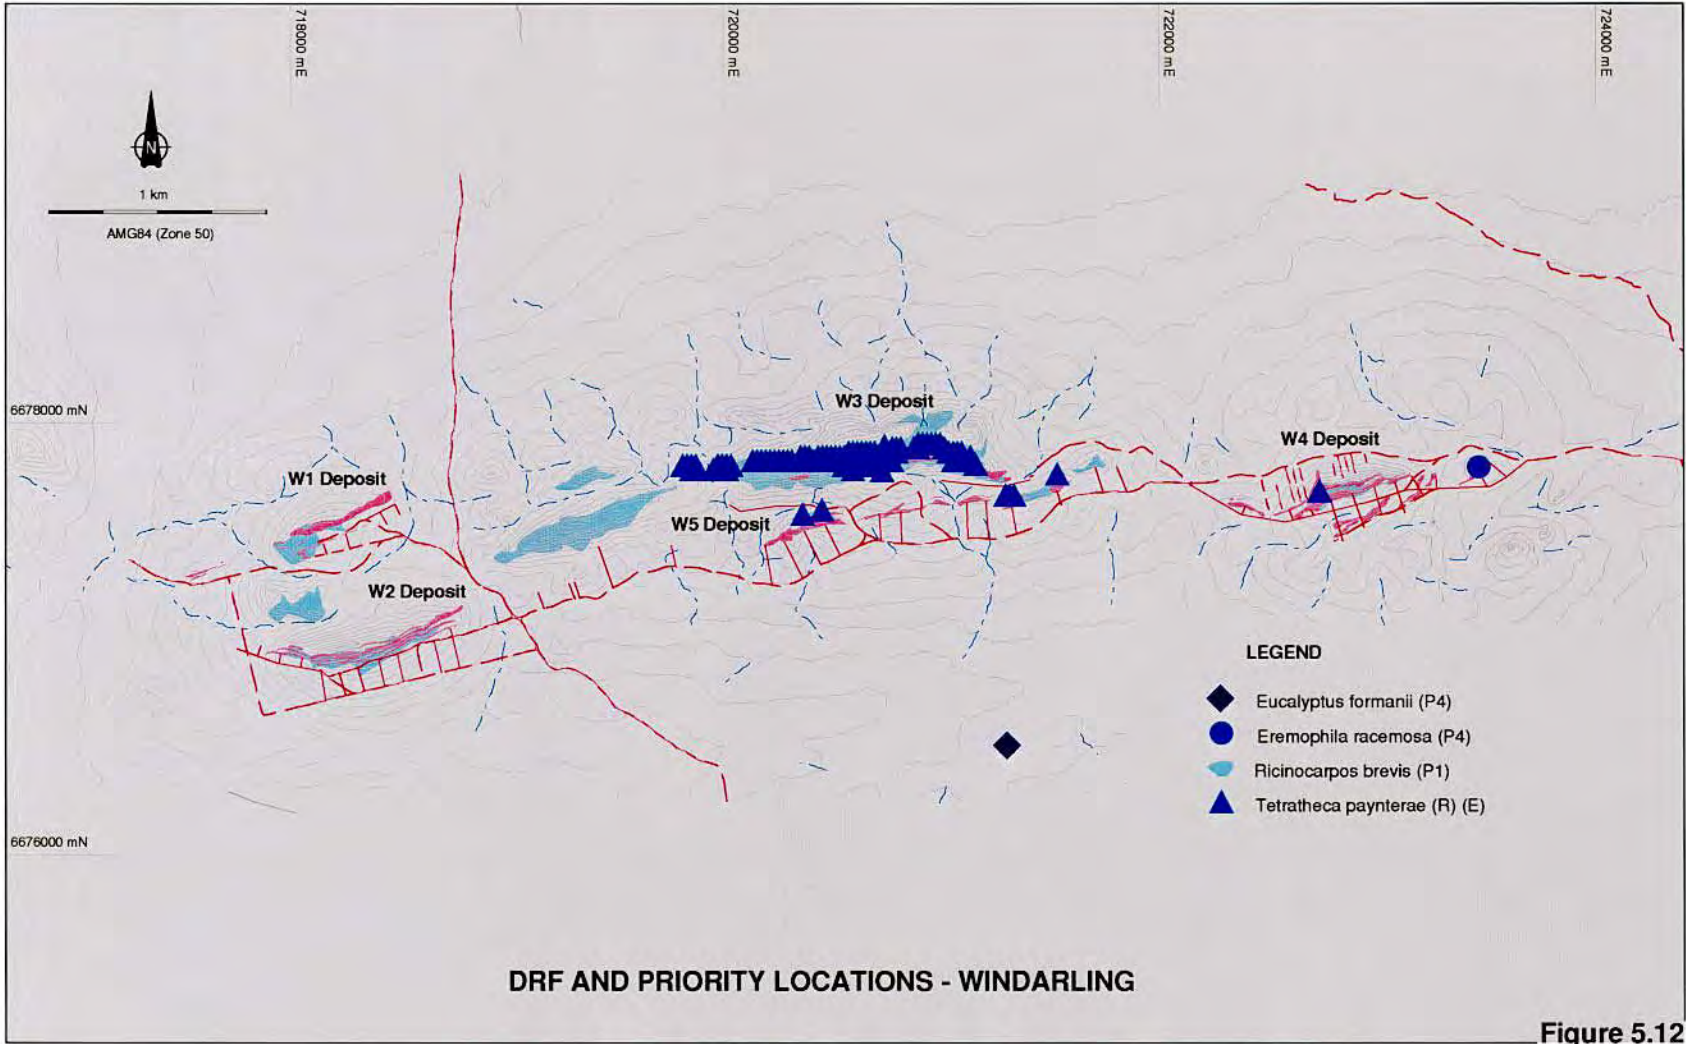 718000 mE
720000 mE
722000 mE
724000 mE
N
1 km
AMG84 (Zone 50)
6678000 mN
W3 Deposit
W4 Deposit
W1 Deposit
W5 Deposit
W2 Deposit
LEGEND
Eucalyptus formanii (P4)
Eremophila racemosa (P4)
Ricinocarpos brevis (P1)
Tetratheca paynterae (R) (E)
6676000 mN
DRF AND PRIORITY LOCATIONS - WINDARLING
Figure 5.12